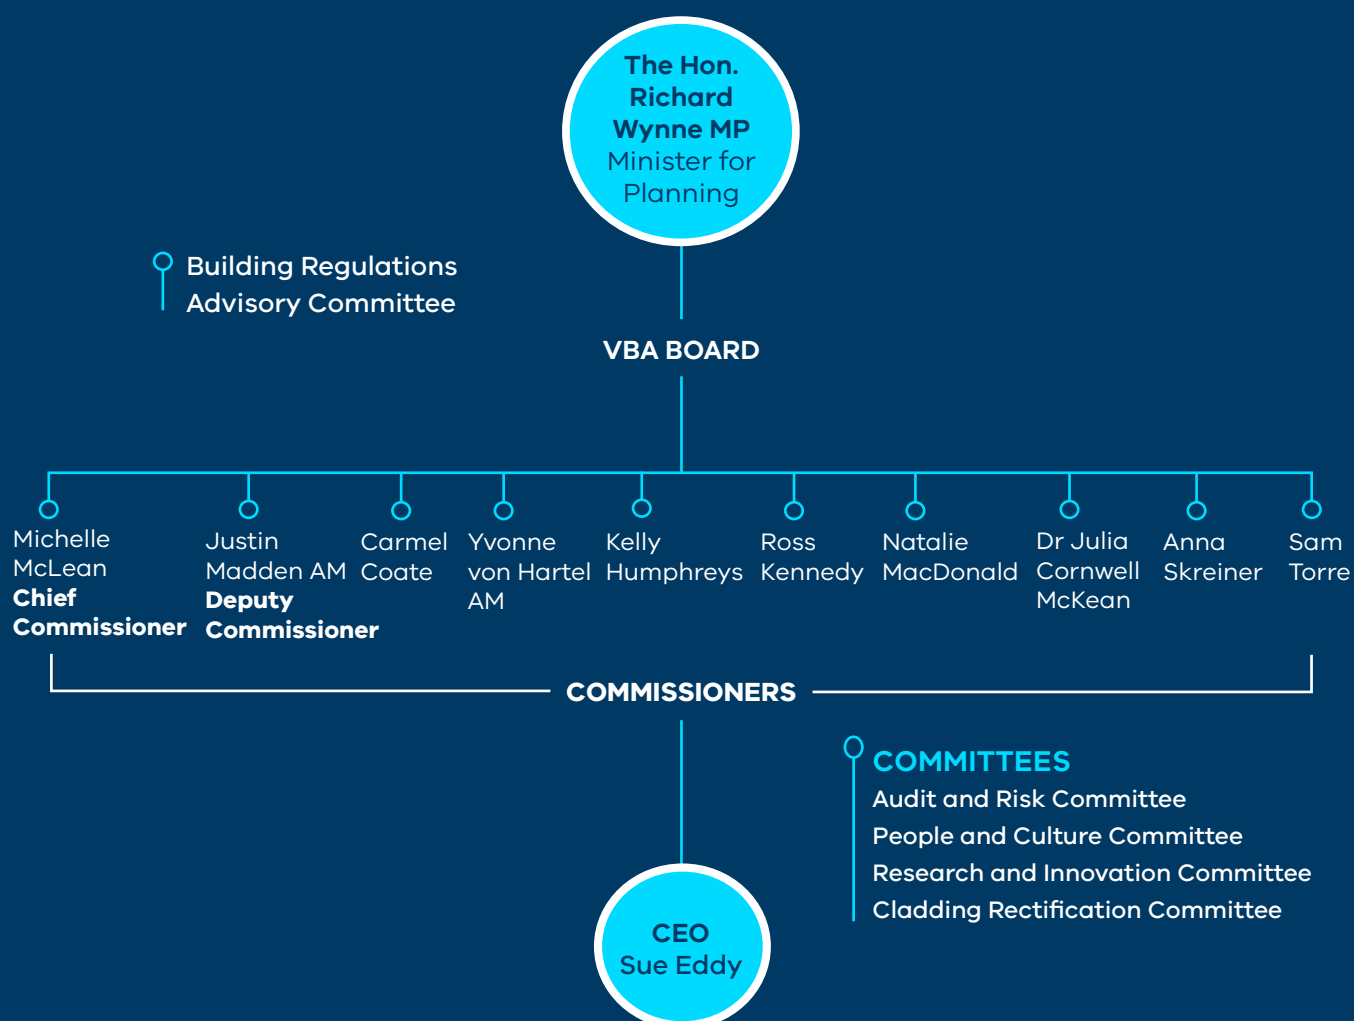 The Hon.
Richard
Wynne MP
Minister for
Planning
Building Regulations
Advisory Committee
VBA BOARD
Michelle
McLean
Chief
Commissioner
Justin
Madden AM
Deputy
Commissioner
Carmel
Coate
Yvonne
von Hartel
AM
Kelly
Humphreys
Ross
Kennedy
Natalie
MacDonald
Dr Julia
Cornwell
McKean
Anna
Skreiner
Sam
Torre
COMMISSIONERS
COMMITTEES
Audit and Risk Committee
People and Culture Committee
Research and Innovation Committee
Cladding Rectification Committee
CEO
Sue Eddy